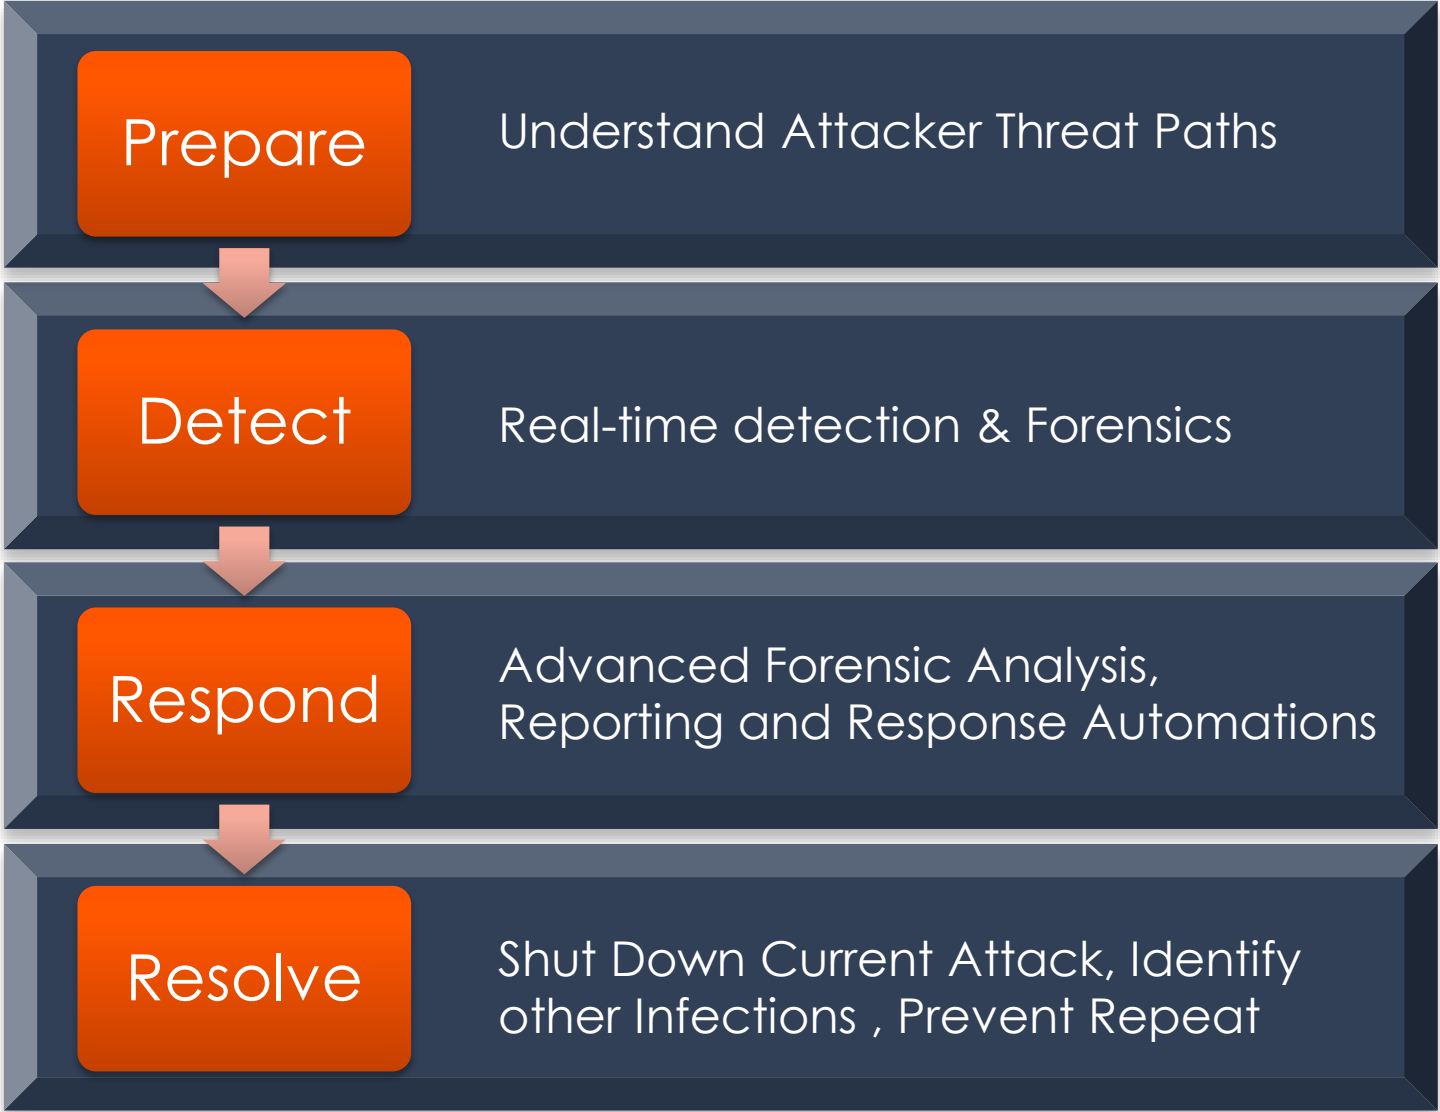 Prepare
Understand Attacker Threat Paths
Detect
Real-time detection & Forensics
Respond
Advanced Forensic Analysis,
Reporting and Response Automations
Resolve
Shut Down Current Attack, Identify
other Infections , Prevent Repeat